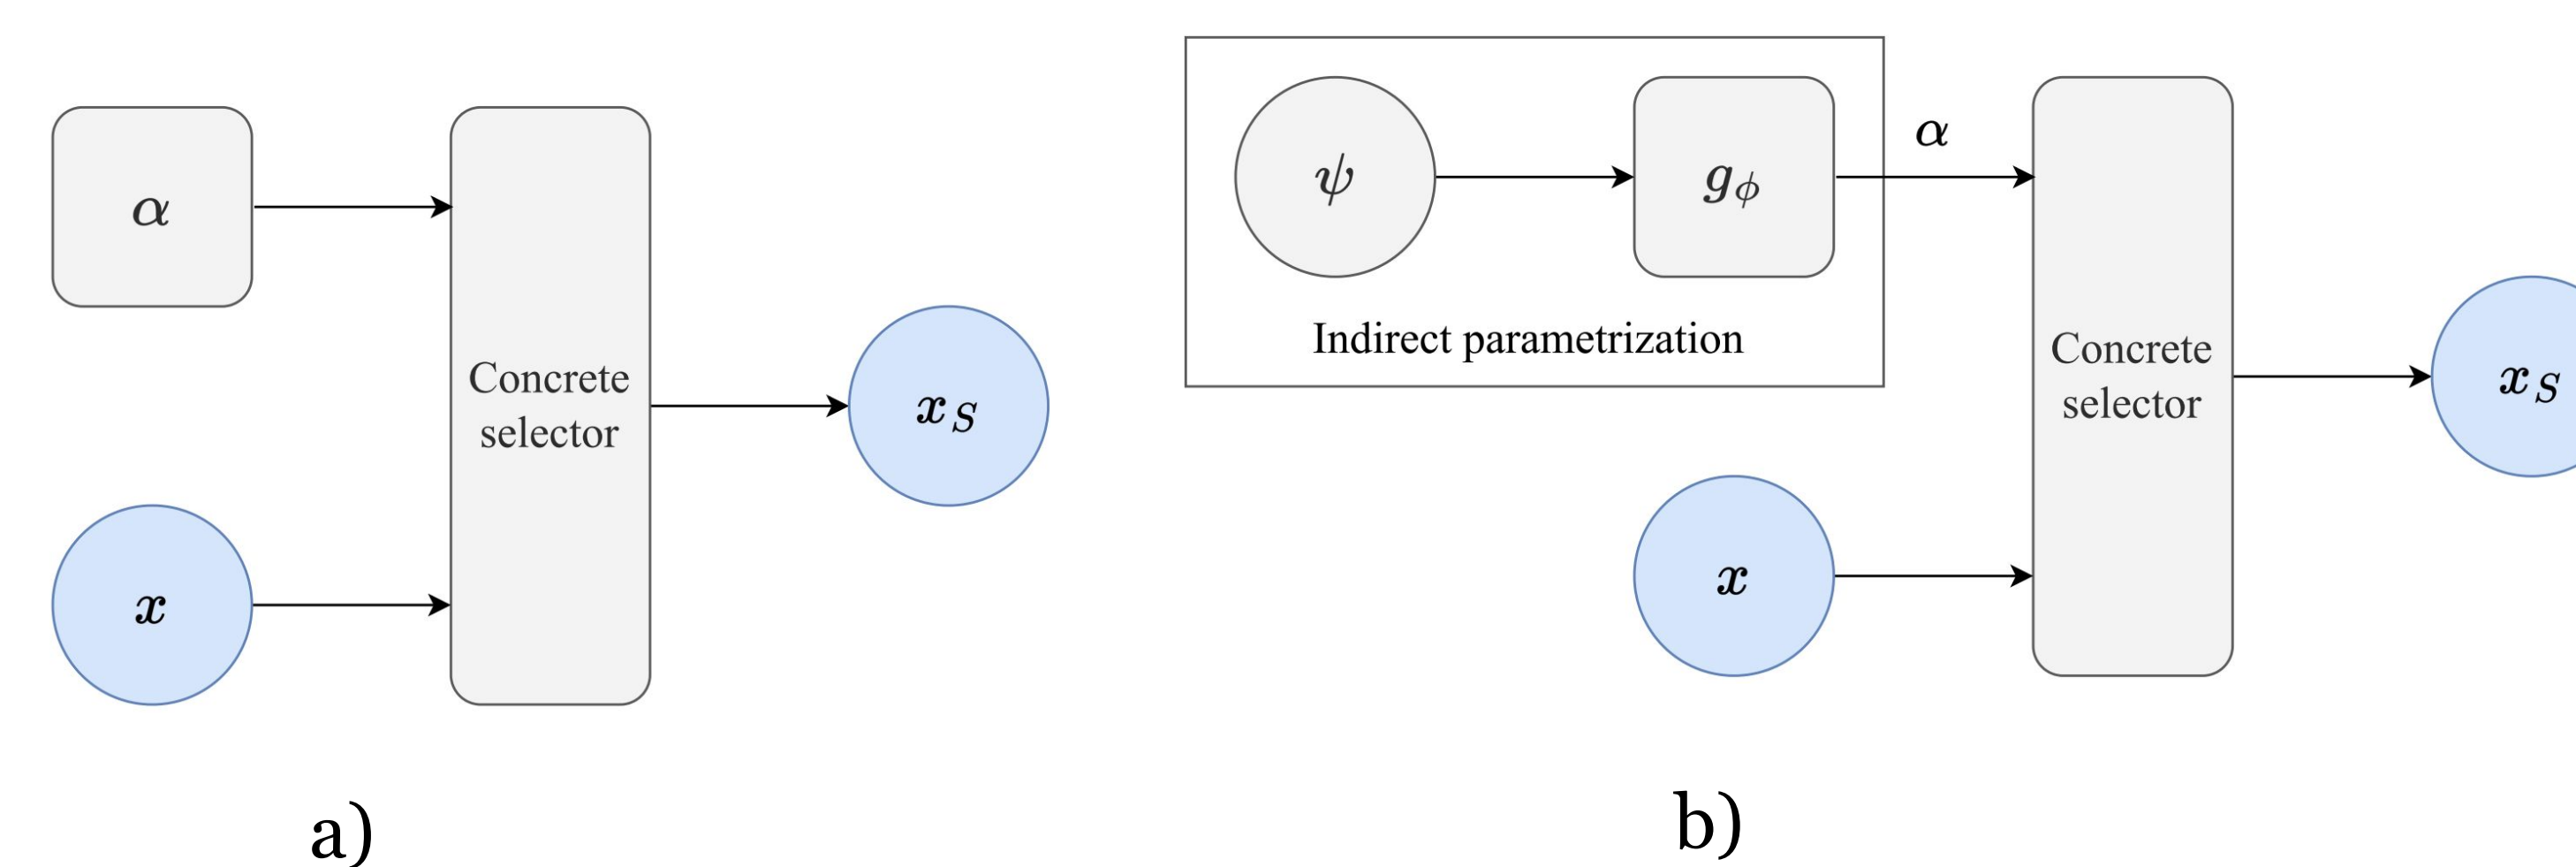 α
x
Concrete
selector
x_S
a)
ψ
g_ϕ
Indirect parametrization
α
x
Concrete
selector
x_S
b)